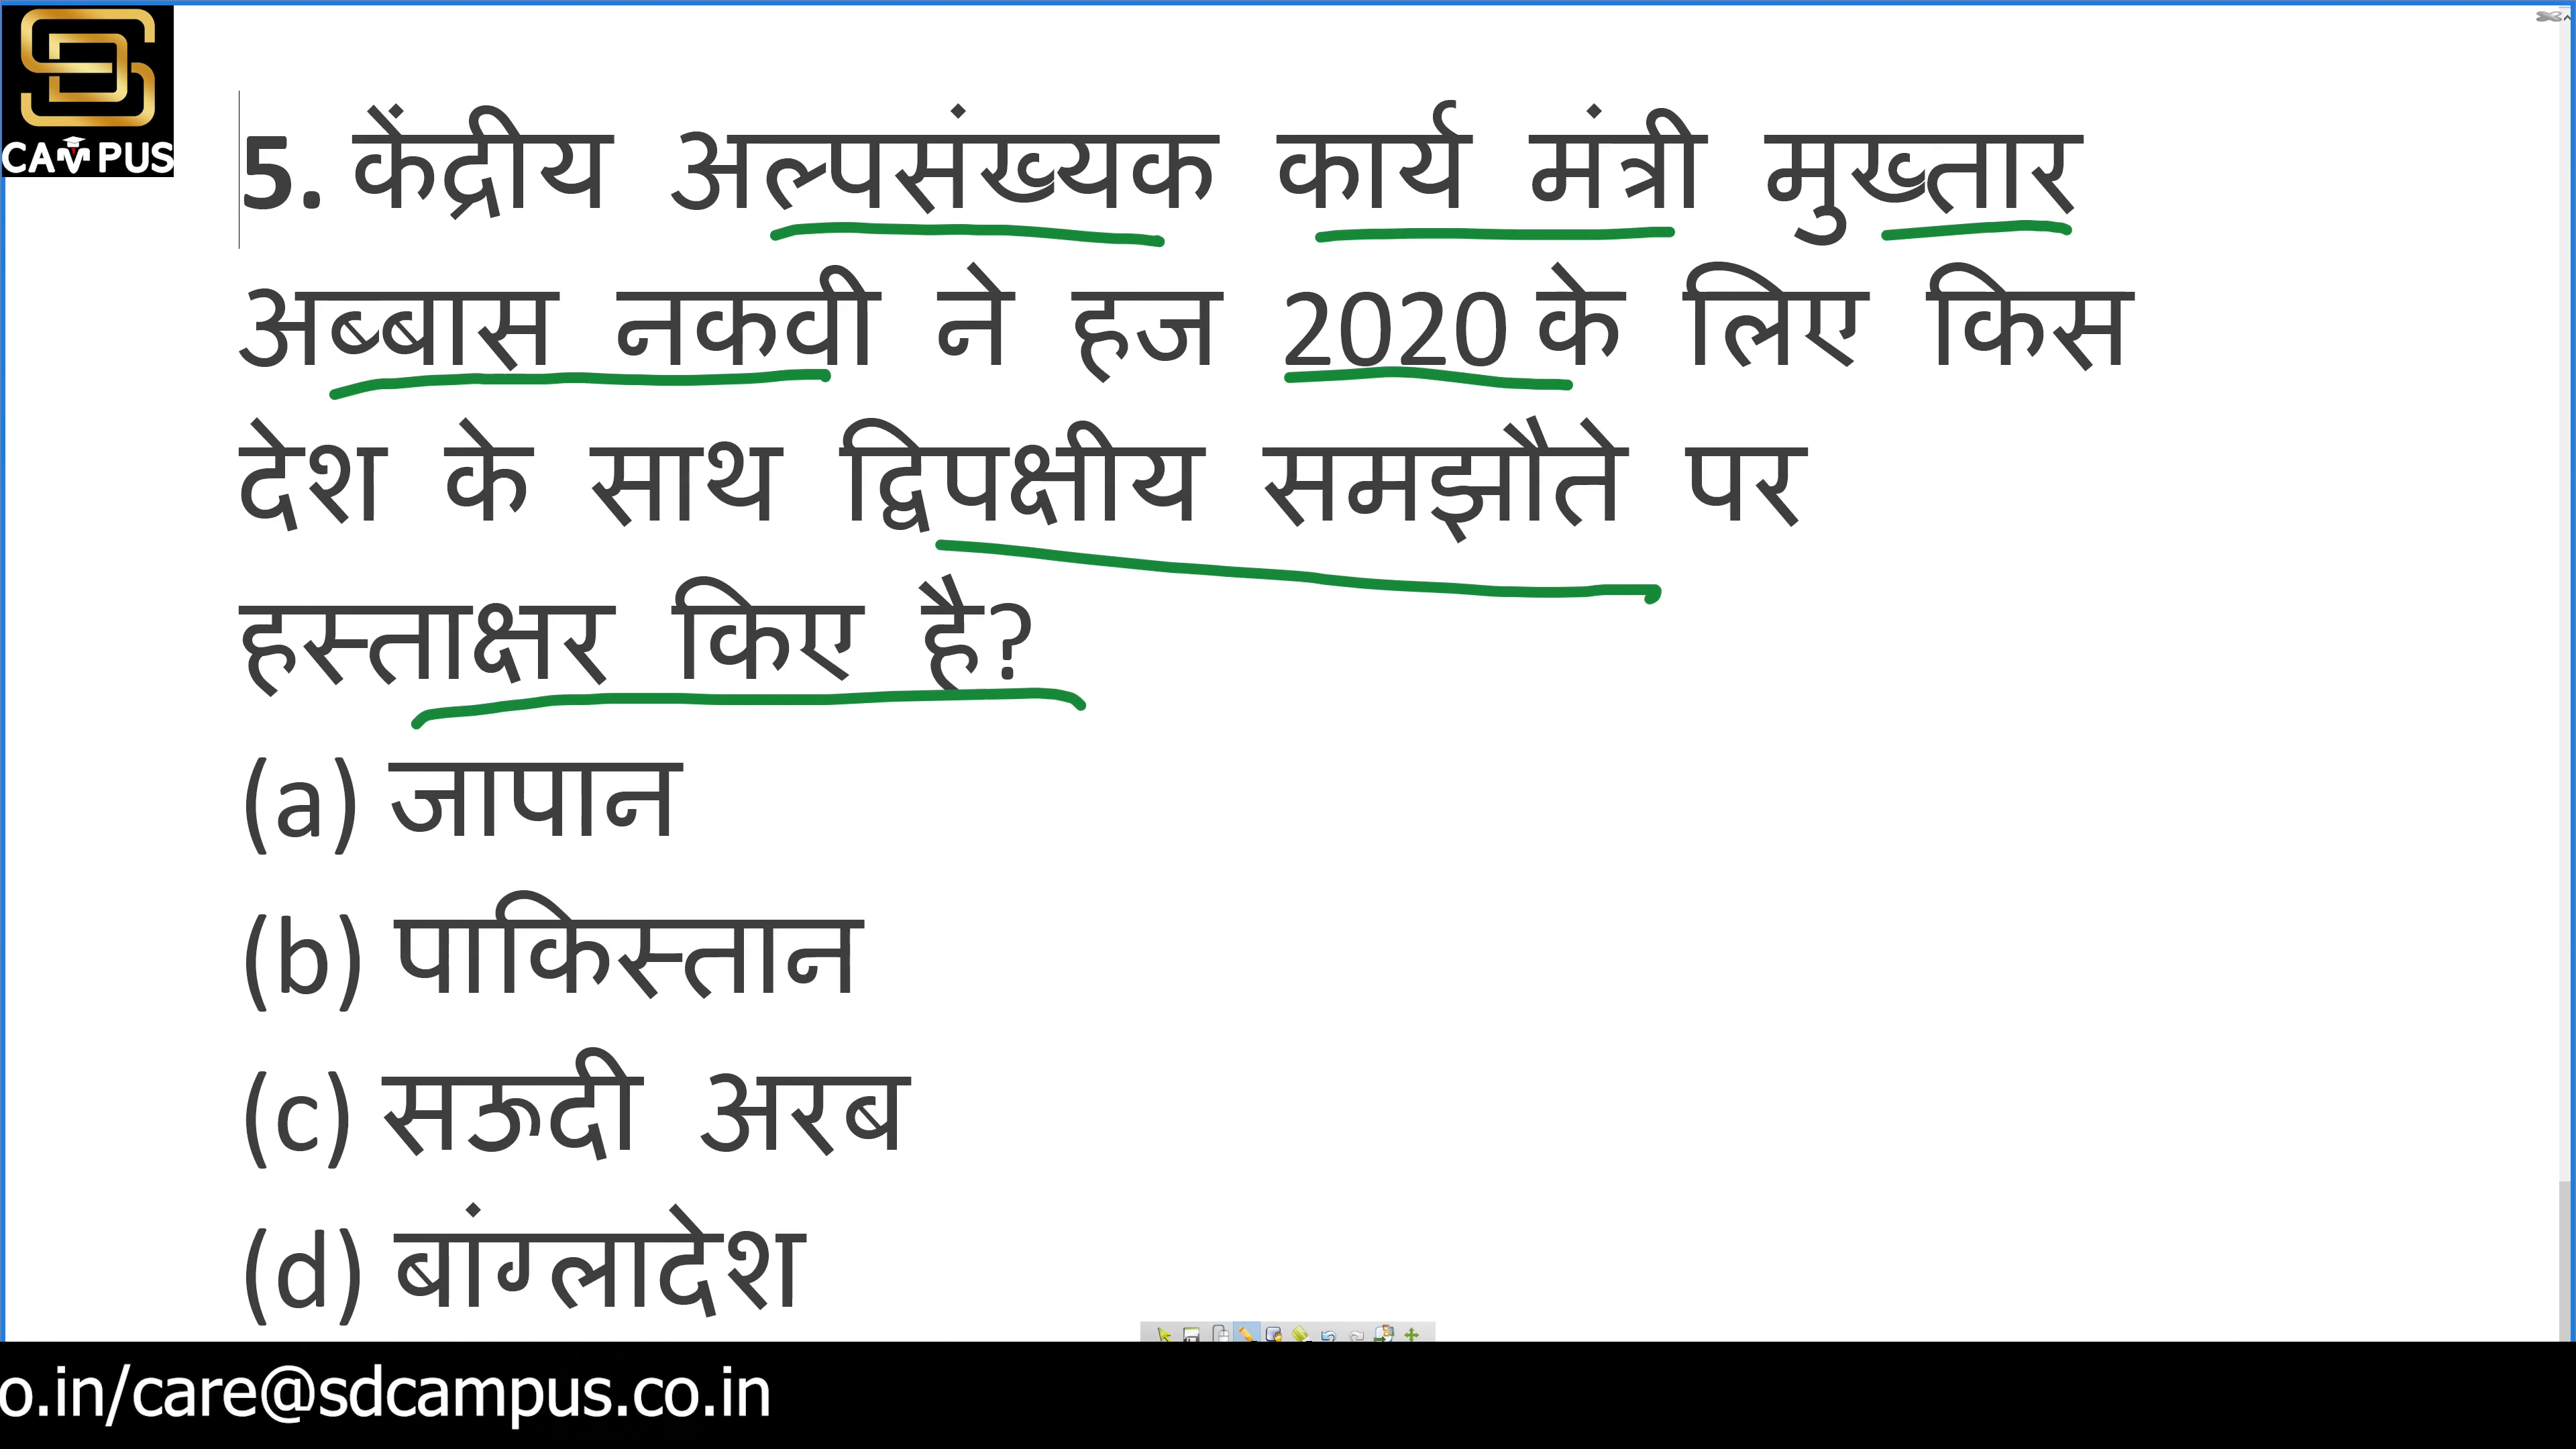 CAMPUS
5. केंद्रीय अल्पसंख्यक कार्य मंत्री मुख्तार
अब्बास नकवी ने हज 2020 के लिए किस
देश के साथ द्विपक्षीय समझौते पर
हस्ताक्षर किए है?
(a) जापान
(b) पाकिस्तान
(c) सऊदी अरब
(d) बांग्लादेश
o.in/care@sdcampus.co.in